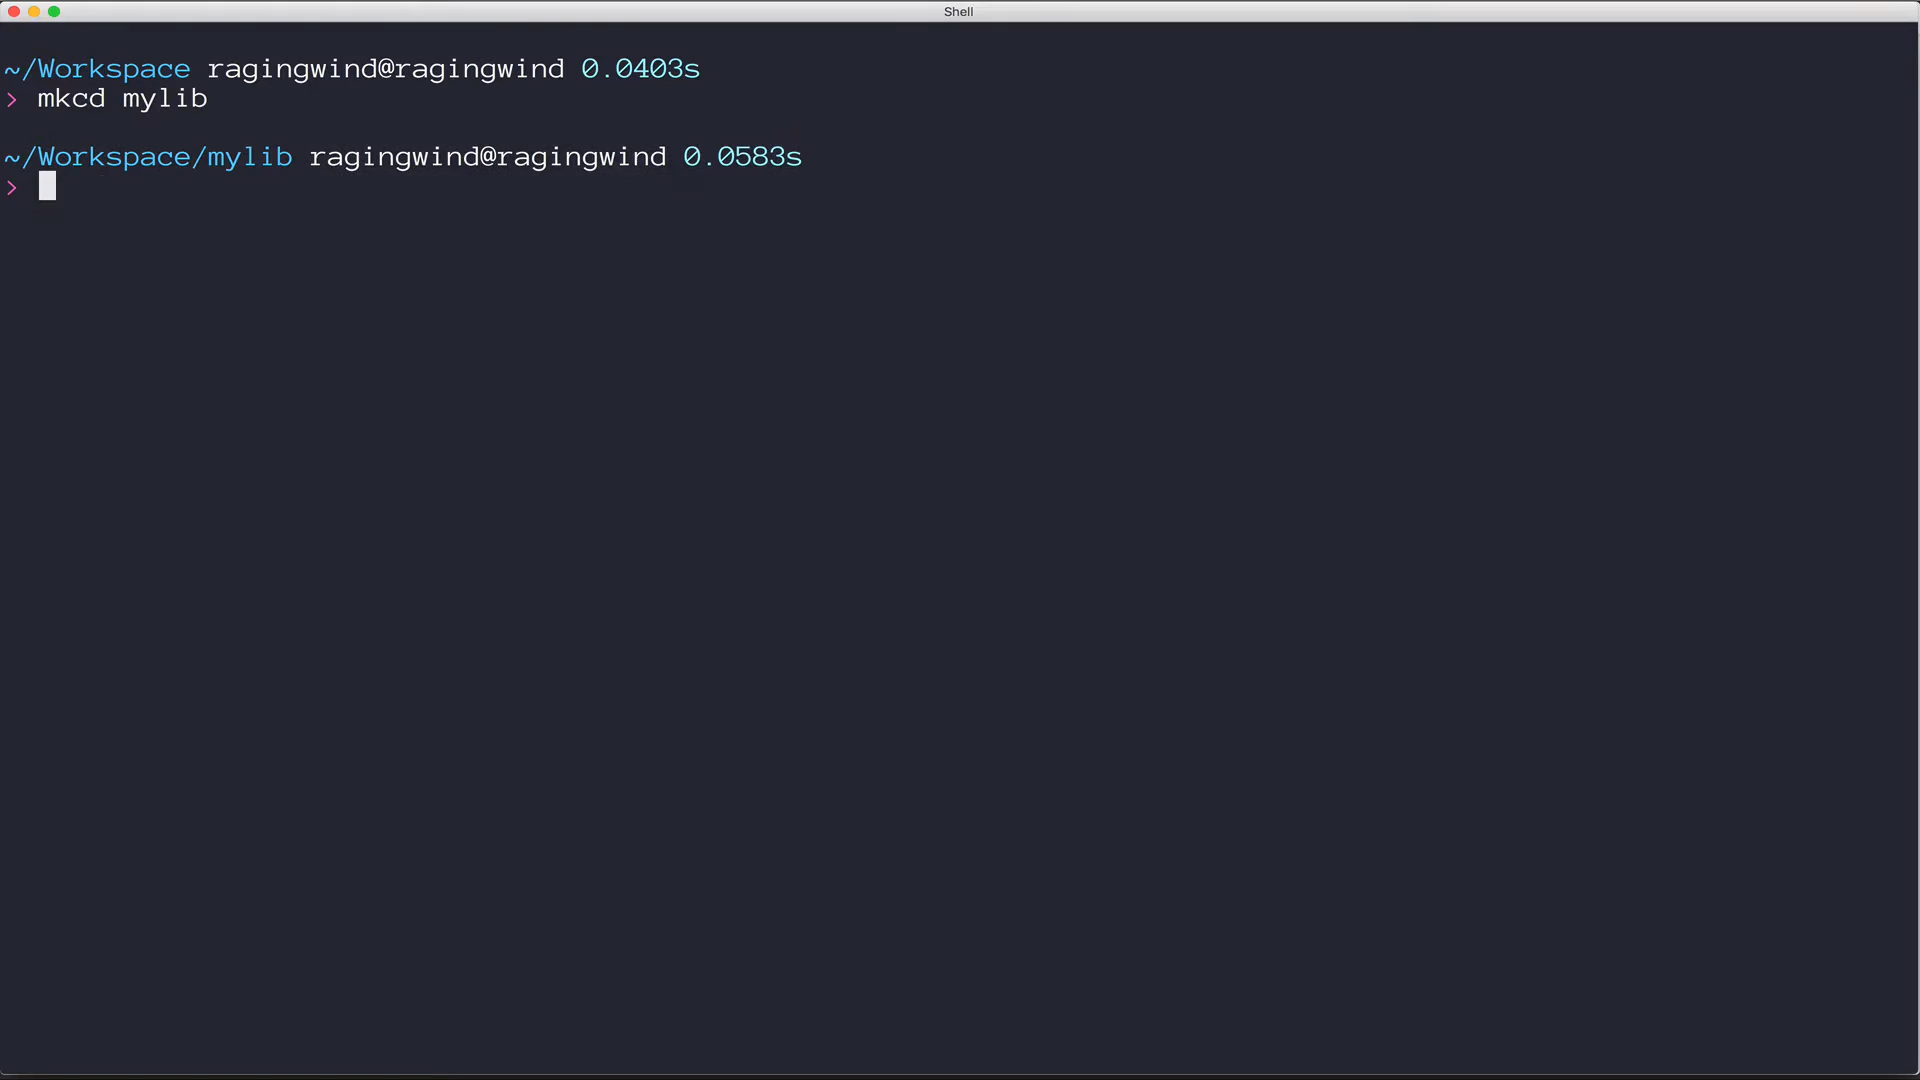 Shell
~/Workspace ragingwind@ragingwind 0.0403s
> mkcd mylib
~/Workspace/mylib ragingwind@ragingwind 0.0583s
>